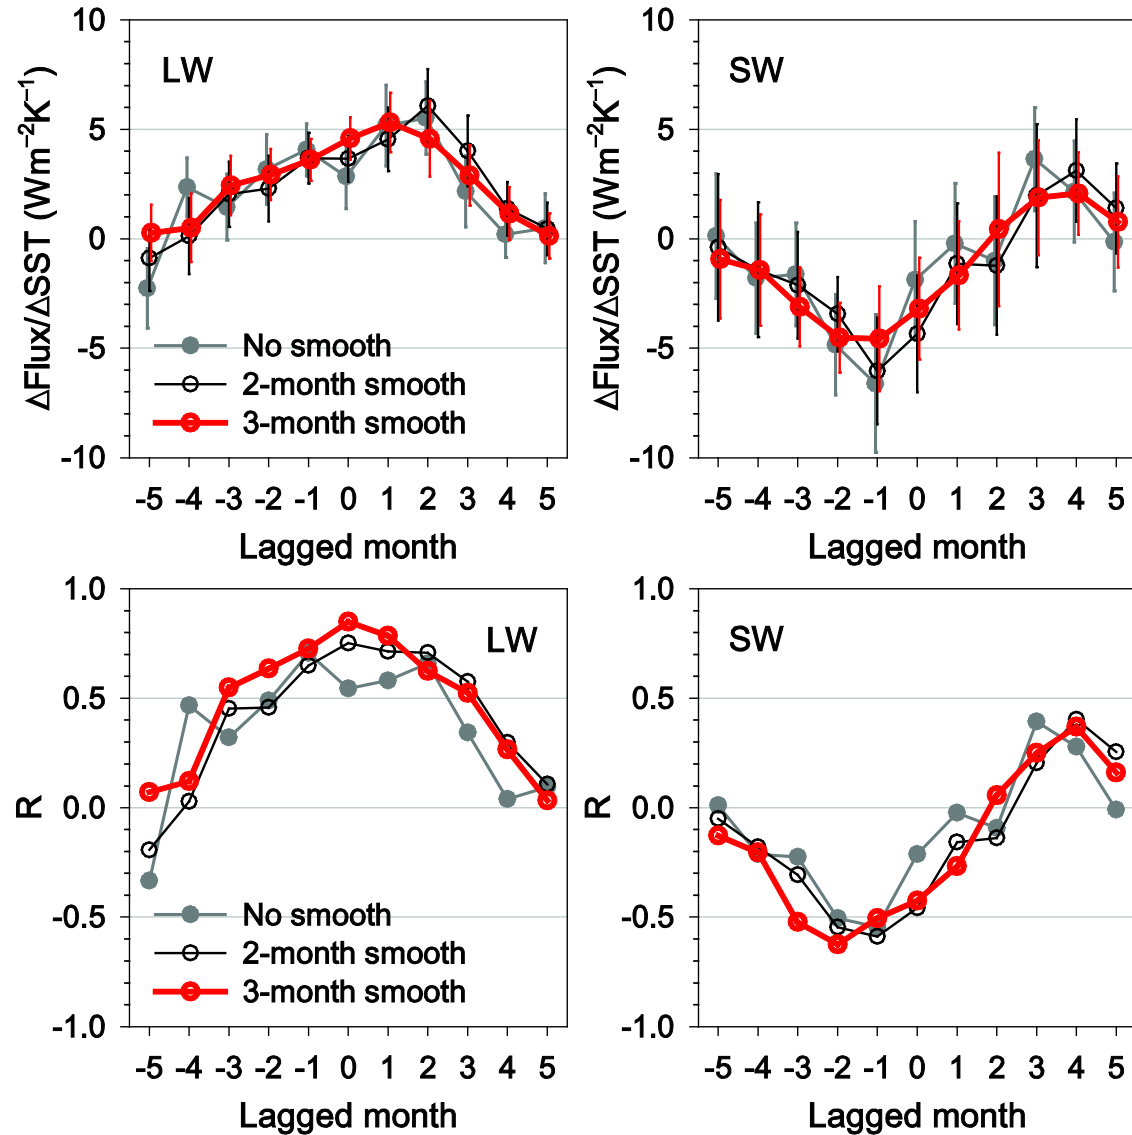 LW
ΔFlux/ΔSST (Wm⁻²K⁻¹)
10
5
0
-5
-10
No smooth
2-month smooth
3-month smooth
-5 -4 -3 -2 -1 0 1 2 3 4 5
Lagged month
SW
ΔFlux/ΔSST (Wm⁻²K⁻¹)
10
5
0
-5
-10
-5 -4 -3 -2 -1 0 1 2 3 4 5
Lagged month
LW
R
1.0
0.5
0.0
-0.5
-1.0
No smooth
2-month smooth
3-month smooth
-5 -4 -3 -2 -1 0 1 2 3 4 5
Lagged month
SW
R
1.0
0.5
0.0
-0.5
-1.0
-5 -4 -3 -2 -1 0 1 2 3 4 5
Lagged month